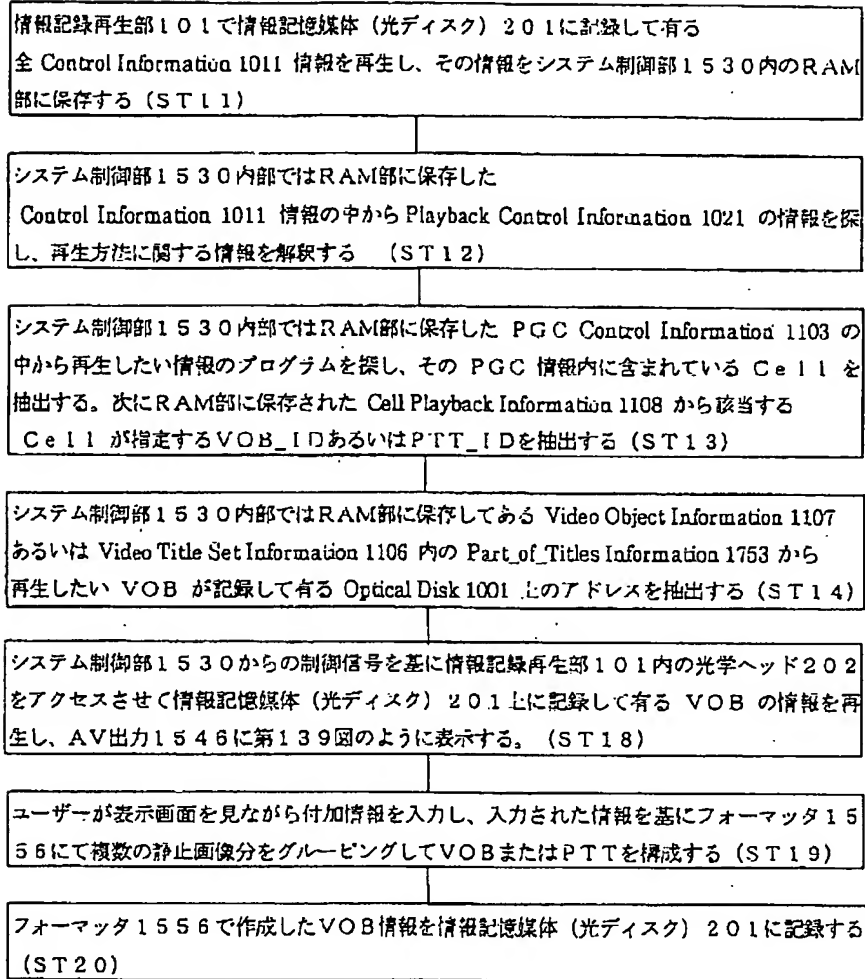 情報記録再生部101で情報記憶媒体（光ディスク）201に記録して有る
全 Control Information 1011 情報を再生し、その情報をシステム制御部1530内のRAM
部に保存する（ST11）
システム制御部1530内部ではRAM部に保存した
Control Information 1011 情報の中から Playback Control Information 1021 の情報を探
し、再生方法に関する情報を解釈する （ST12）
システム制御部1530内部ではRAM部に保存した PGC Control Information 1103 の
中から再生したい情報のプログラムを探し、その PGC 情報内に含まれている Cell を
抽出する。次にRAM部に保存された Cell Playback Information 1108 から該当する
Cell が指定するVOB_IDあるいはPTT_IDを抽出する（ST13）
システム制御部1530内部ではRAM部に保存してある Video Object Information 1107
あるいは Video Title Set Information 1106 内の Part_of_Titles Information 1753 から
再生したい VOB が記録して有る Optical Disk 1001 上のアドレスを抽出する（ST14）
システム制御部1530からの制御信号を基に情報記録再生部101内の光学ヘッド202
をアクセスさせて情報記憶媒体（光ディスク）201上に記録して有る VOB の情報を再
生し、AV出力1546に第139図のように表示する。（ST18）
ユーザーが表示画面を見ながら付加情報を入力し、入力された情報を基にフォーマッタ15
56にて複数の静止画像分をグルーピングしてVOBまたはPTTを構成する（ST19）
フォーマッタ1556で作成したVOB情報を情報記憶媒体（光ディスク）201に記録する
（ST20）